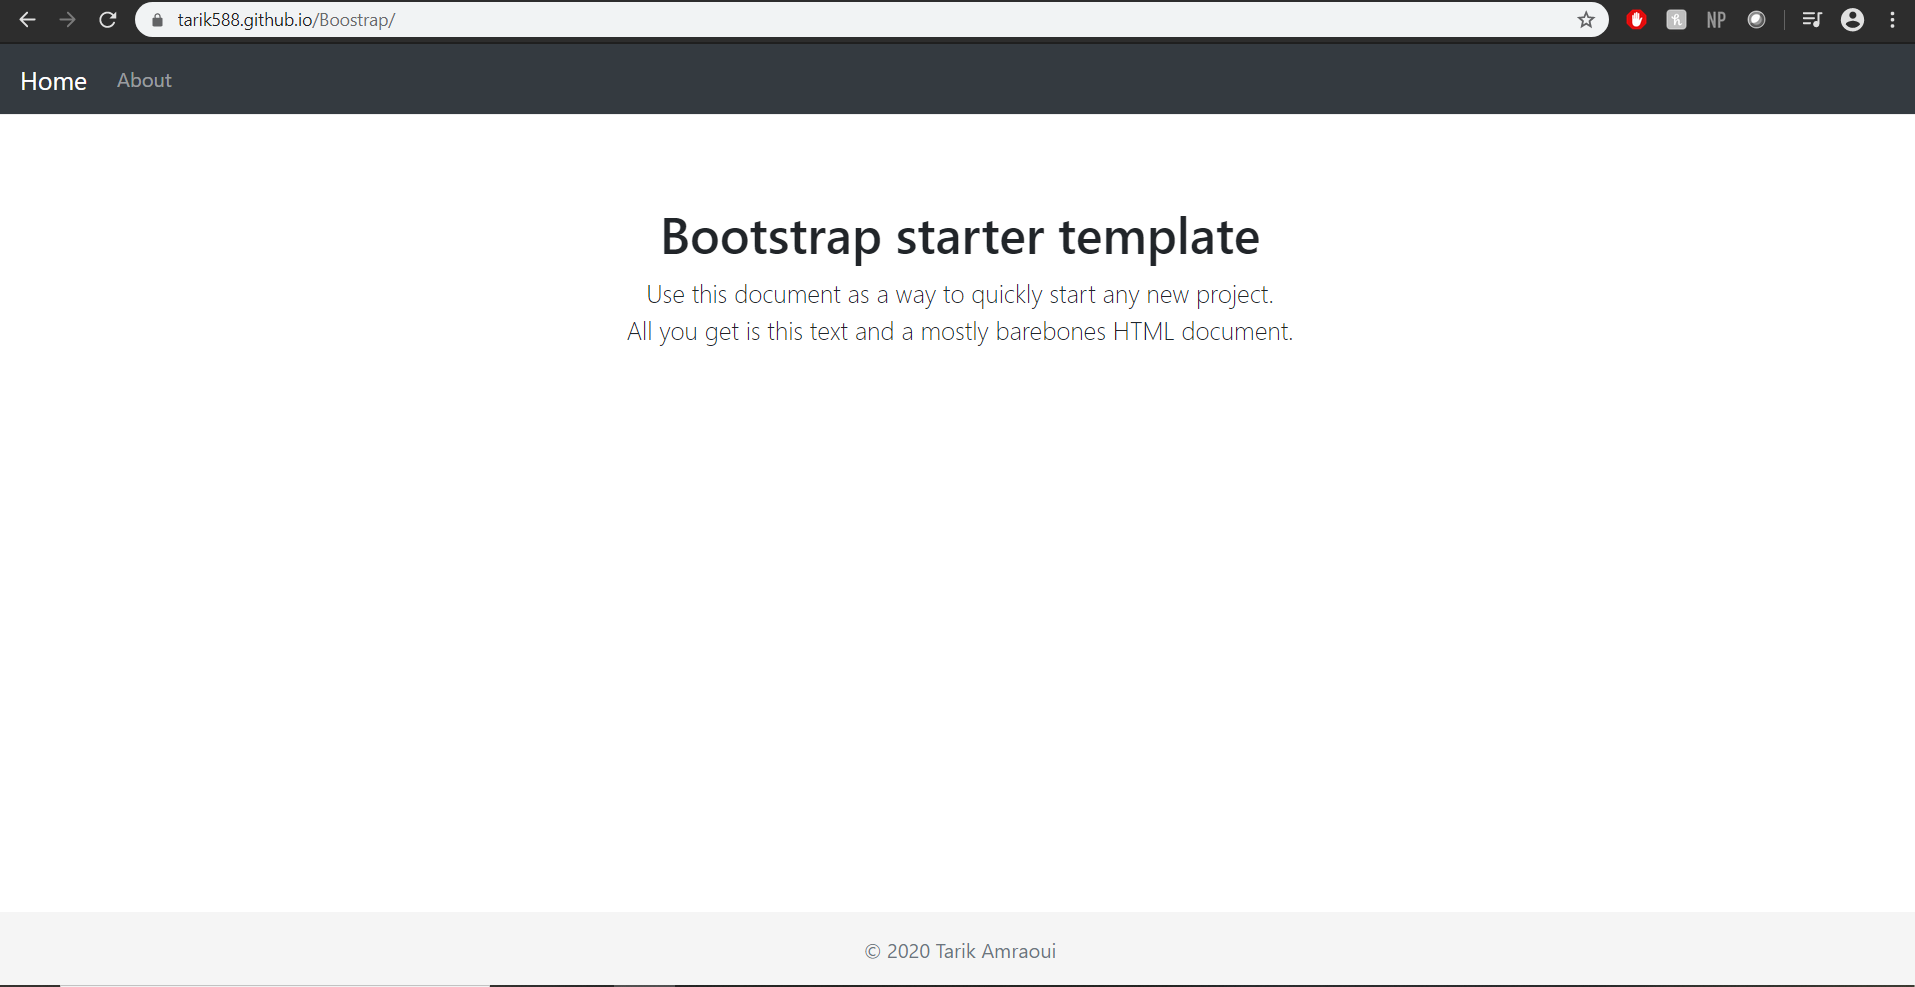 tarik588.github.io/Boostrap/
NP
Home About
Bootstrap starter template
Use this document as a way to quickly start any new project.
All you get is this text and a mostly barebones HTML document.
© 2020 Tarik Amraoui